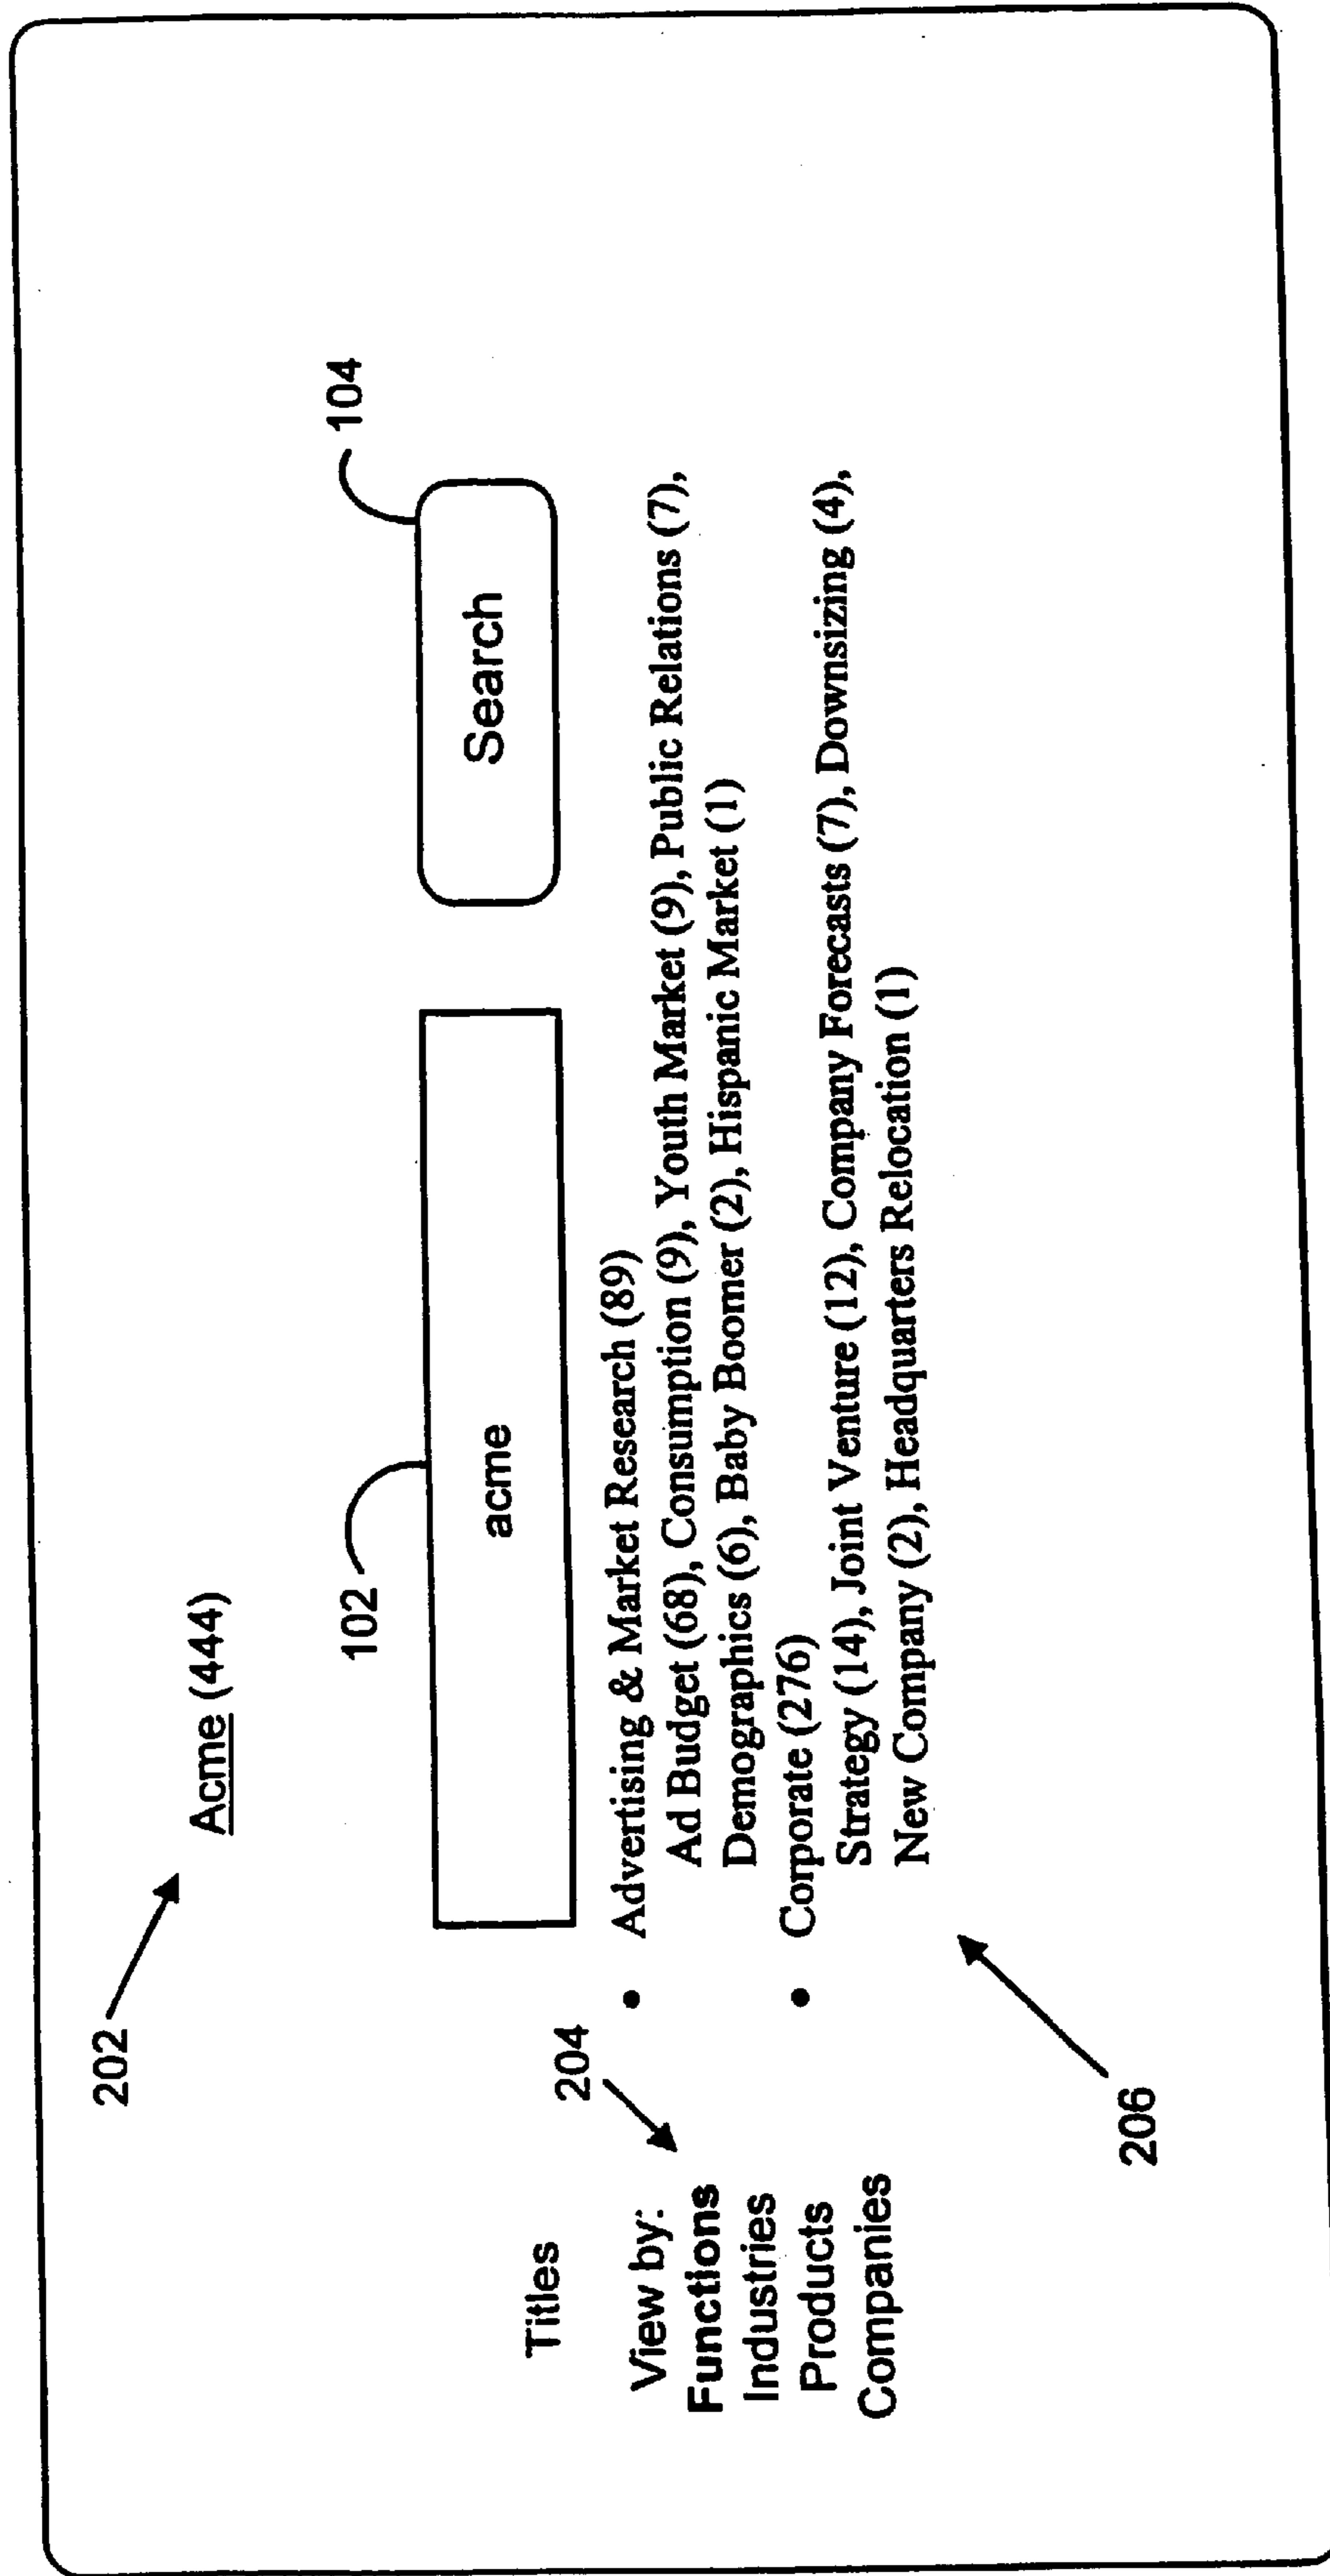 202
Acme (444)
102
104
acme
Search
Titles
204
View by:
Functions
Industries
Products
Companies
• Advertising & Market Research (89)
Ad Budget (68), Consumption (9), Youth Market (9), Public Relations (7),
Demographics (6), Baby Boomer (2), Hispanic Market (1)
• Corporate (276)
Strategy (14), Joint Venture (12), Company Forecasts (7), Downsizing (4),
New Company (2), Headquarters Relocation (1)
206